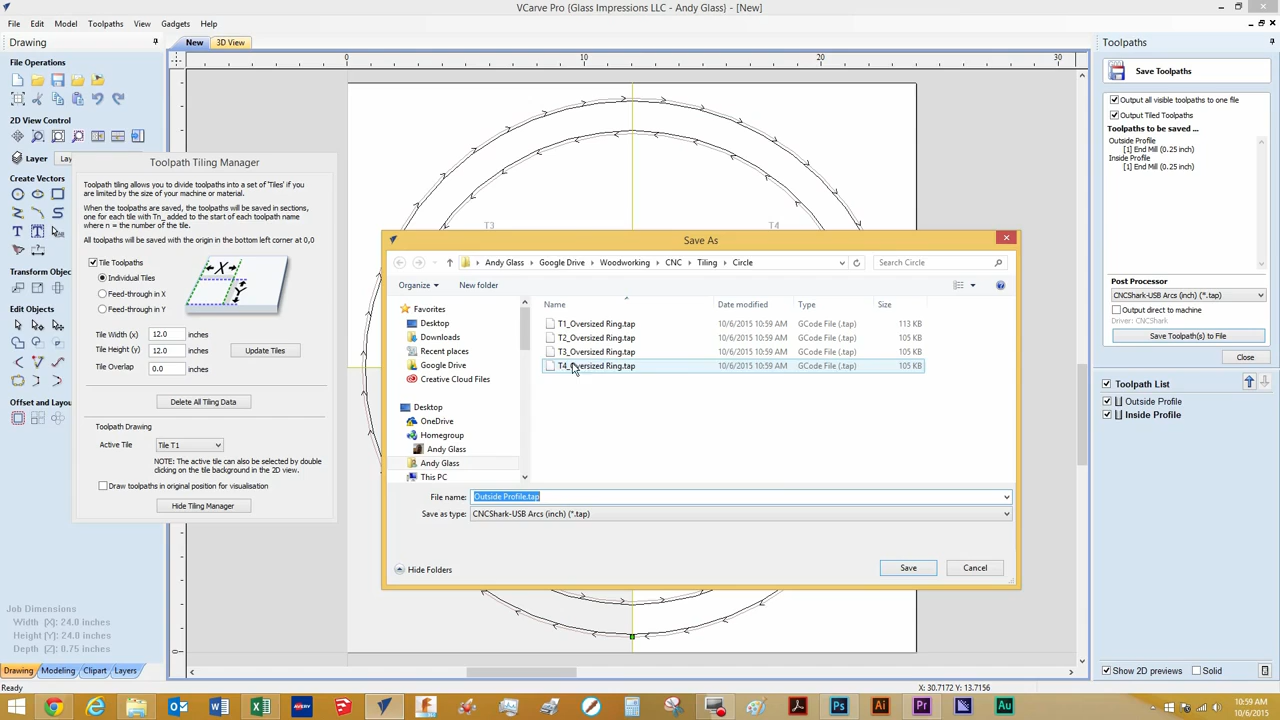 VCarve Pro (Glass Impressions LLC - Andy Glass) - [New]
File Edit Model Toolpaths View Gadgets Help
Drawing
File Operations
2D View Control
Layer
Lay
Create Vectors
Transform Objec
Edit Objects
Offset and Layou
Job Dimensions
Width (X): 24.0 inches
Height (Y): 24.0 inches
Depth (Z): 0.75 inches
Drawing Modeling Clipart Layers
Ready
New 3D View
0 10 20 30
0
T3
T4
Toolpath Tiling Manager
Toolpath tiling allows you to divide toolpaths into a set of 'Tiles' if you
are limited by the size of your machine or material.
When the toolpaths are saved, the toolpaths will be saved in sections,
one for each tile with Tn_ added to the start of each toolpath name
where n = the number of the tile.
All toolpaths will be saved with the origin in the bottom left corner at 0,0
Tile Toolpaths
Individual Tiles
Feed-through in X
Feed-through in Y
X
Y
Tile Width (x) 12.0 inches
Tile Height (y) 12.0 inches
Update Tiles
Tile Overlap 0.0 inches
Delete All Tiling Data
Toolpath Drawing
Active Tile Tile T1
NOTE: The active tile can also be selected by double
clicking on the tile background in the 2D view.
Draw toolpaths in original position for visualisation
Hide Tiling Manager
Save As
Andy Glass Google Drive Woodworking CNC Tiling Circle
Search Circle
Organize New folder
Favorites
Desktop
Downloads
Recent places
Google Drive
Creative Cloud Files
Desktop
OneDrive
Homegroup
Andy Glass
Andy Glass
This PC
Name Date modified Type Size
T1_Oversized Ring.tap 10/6/2015 10:59 AM GCode File (.tap) 113 KB
T2_Oversized Ring.tap 10/6/2015 10:59 AM GCode File (.tap) 105 KB
T3_Oversized Ring.tap 10/6/2015 10:59 AM GCode File (.tap) 105 KB
T4_Oversized Ring.tap 10/6/2015 10:59 AM GCode File (.tap) 105 KB
File name: Outside Profile.tap
Save as type: CNCShark-USB Arcs (inch) (*.tap)
Hide Folders
Save
Cancel
Toolpaths
Save Toolpaths
Output all visible toolpaths to one file
Output Tiled Toolpaths
Toolpaths to be saved ...
Outside Profile
[1] End Mill (0.25 inch)
Inside Profile
[1] End Mill (0.25 inch)
Post Processor
CNCShark-USB Arcs (inch) (*.tap)
Output direct to machine
Driver: CNCShark
Save Toolpath(s) to File
Close
Toolpath List
Outside Profile
Inside Profile
Show 2D previews Solid
X: 30.7172 Y: 13.7156
10:59 AM
10/6/2015